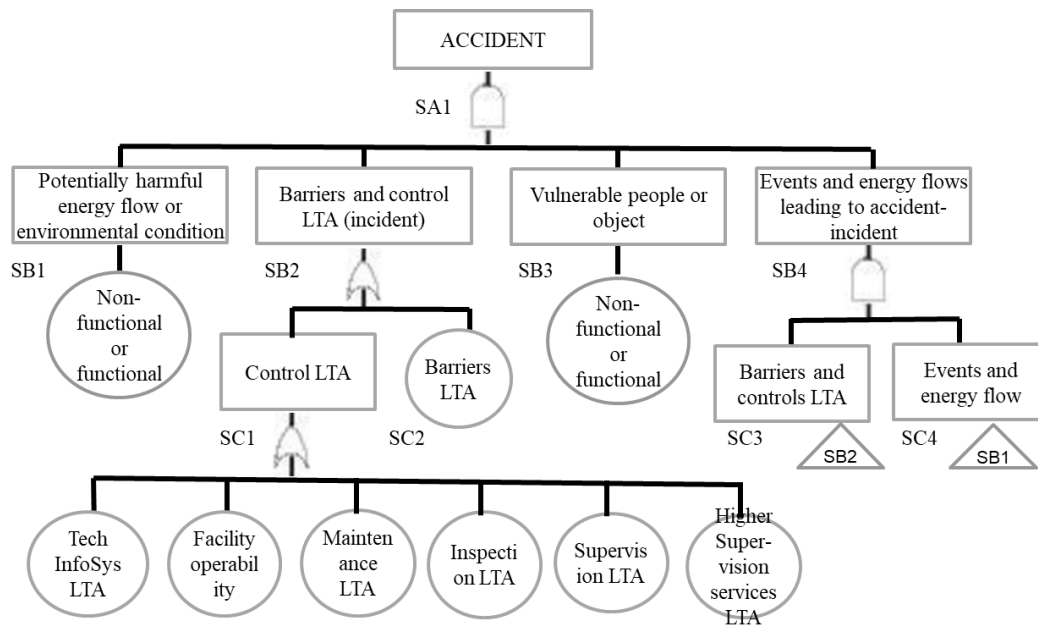 ACCIDENT
SA1
Potentially harmful
energy flow or
environmental condition
Barriers and control
LTA (incident)
Vulnerable people or
object
Events and energy flows
leading to accident-
incident
SB1
SB2
SB3
SB4
Non-
functional
or
functional
Non-
functional
or
functional
Control LTA
Barriers
LTA
Barriers and
controls LTA
Events and
energy flow
SC1
SC2
SC3
SB2
SC4
SB1
Tech
InfoSys
LTA
Facility
operabil
ity
Mainten
ance LTA
Inspecti
on LTA
Supervis
ion LTA
Higher
Super-
vision
services
LTA